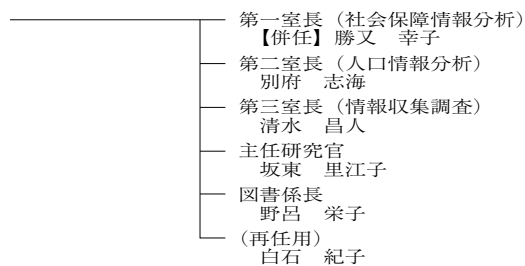 第一室長（社会保障情報分析）
【併任】勝又　幸子
第二室長（人口情報分析）
別府　志海
第三室長（情報収集調査）
清水　昌人
主任研究官
坂東　里江子
図書係長
野呂　栄子
（再任用）
白石　紀子